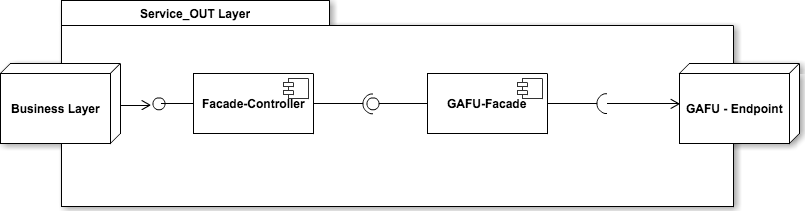 Service_OUT Layer
Business Layer
Facade-Controller
GAFU-Facade
GAFU - Endpoint